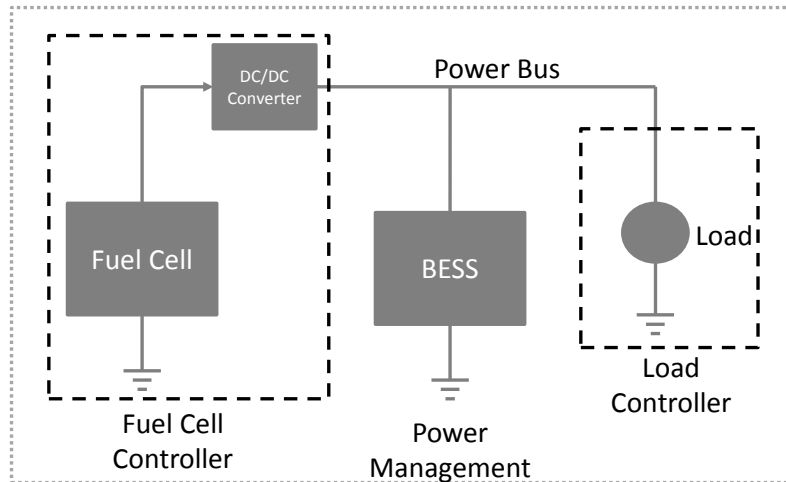 DC/DC
Converter
Power Bus
Fuel Cell
BESS
Load
Fuel Cell
Controller
Power
Management
Load
Controller